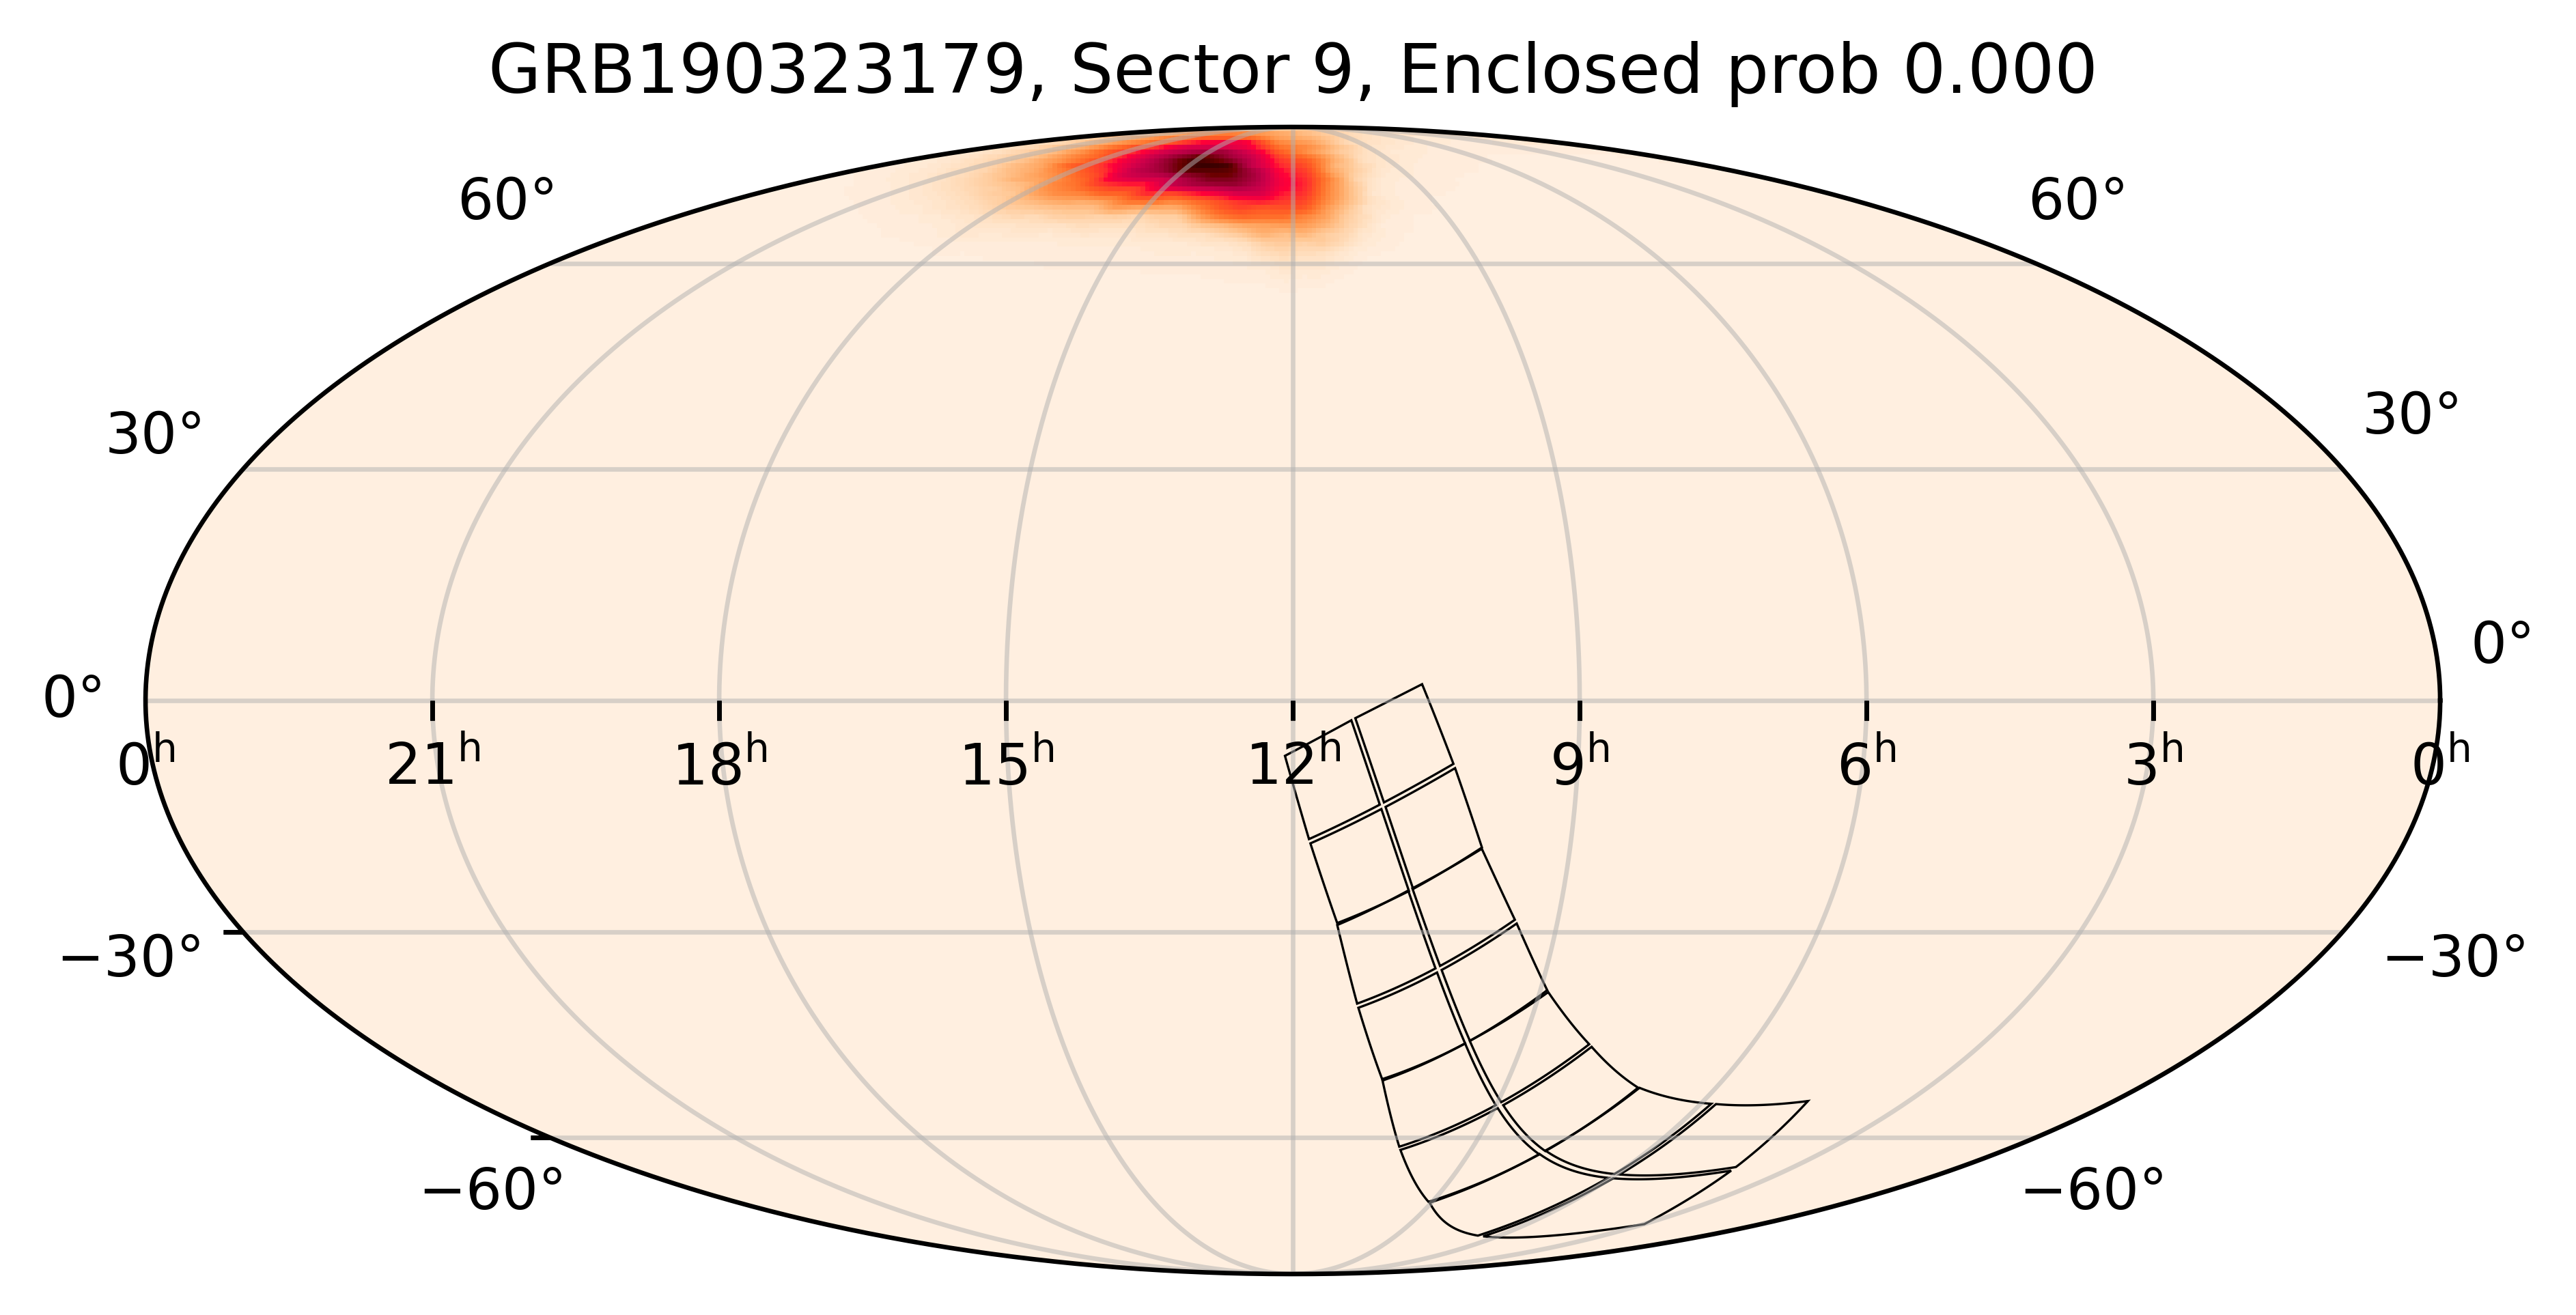 GRB190323179, Sector 9, Enclosed prob 0.000
60° 60°
30° 30°
0° 0°
0ʰ 21ʰ 18ʰ 15ʰ 12ʰ 9ʰ 6ʰ 3ʰ 0ʰ
−30° −30°
−60° −60°